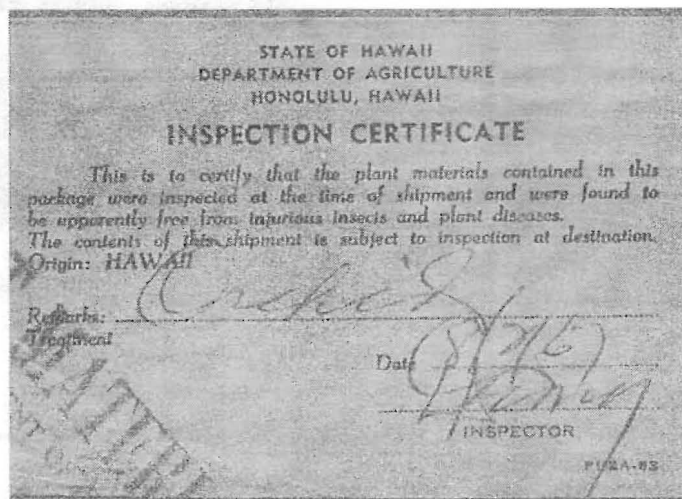 STATE OF HAWAII
DEPARTMENT OF AGRICULTURE
HONOLULU, HAWAII
INSPECTION CERTIFICATE
This is to certify that the plant materials contained in this
package were inspected at the time of shipment and were found to
be apparently free from injurious insects and plant diseases.
The contents of this shipment is subject to inspection at destination.
Origin: HAWAII
Remarks:
Treatment
Date
INSPECTOR